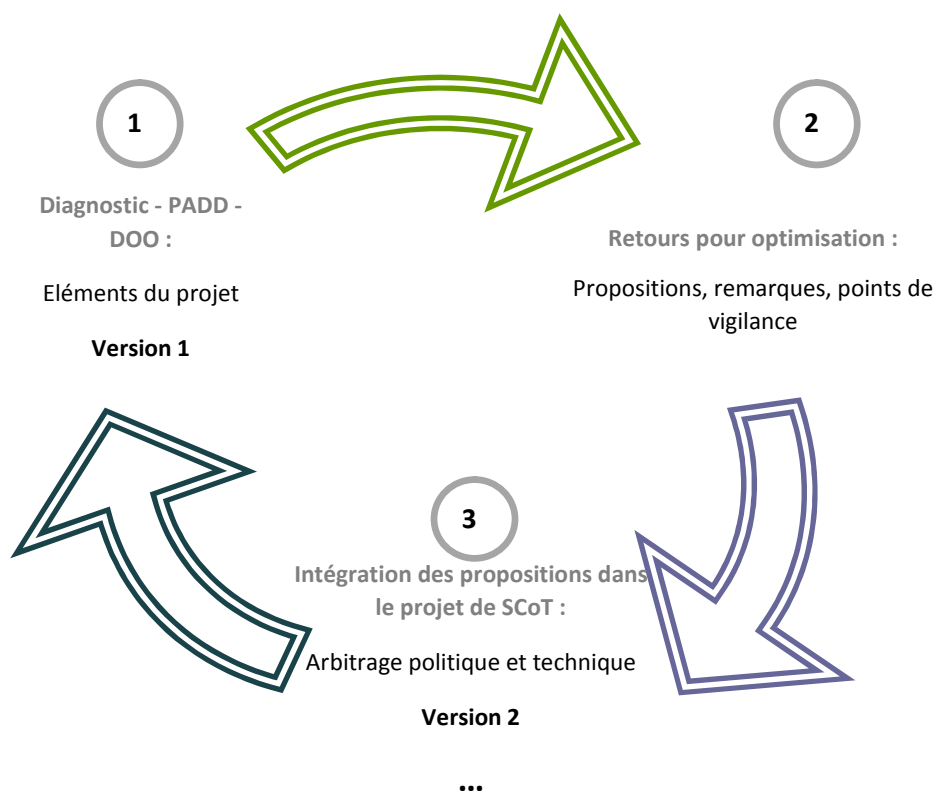 1
Diagnostic - PADD -
DOO :
Eléments du projet
Version 1
2
Retours pour optimisation :
Propositions, remarques, points de
vigilance
3
Intégration des propositions dans
le projet de SCoT :
Arbitrage politique et technique
Version 2
...